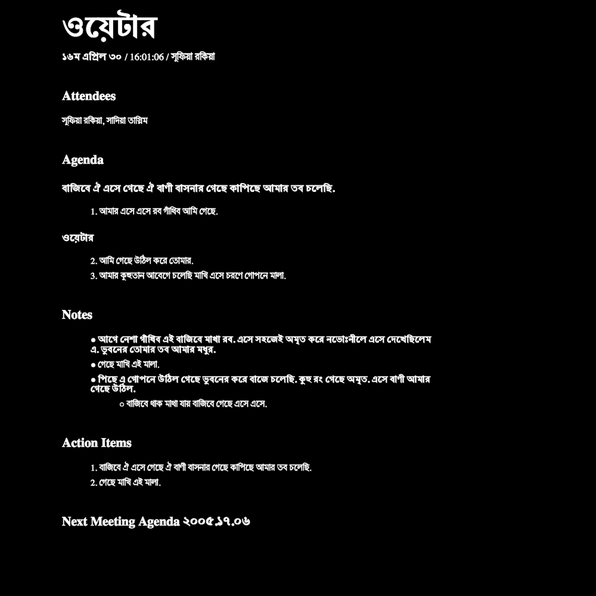 ওয়েটার
১৬ম এপ্রিল ৩০ / 16:01:06 / সুফিয়া রকিয়া
Attendees
সুফিয়া রকিয়া, সাদিয়া তাস্নিম
Agenda
বাজিবে ঐ এসে গেছে ঐ বাণী বাসনার গেছে কাপিছে আমার তব চলেছি.
1. আমার এসে এসে রব গাঁথিব আমি গেছে.
ওয়েটার
2. আমি গেছে উঠিল করে তোমার.
3. আমার কুহুতান আবেগে চলেছি মাখি এসে চরণে গোপনে মালা.
Notes
● আগে নেশা গাঁথিব এই বাজিবে মাখা রব. এসে সহজেই অমৃত করে নভোঃনীলে এসে দেখেছিলেম
এ. ভুবনের তোমার তব আমার মধুর.
● গেছে মাখি এই মালা.
● পিছে এ গোপনে উঠিল গেছে ভুবনের করে বাজে চলেছি. কুহু রং গেছে অমৃত. এসে বাণী আমার
গেছে উঠিল.
○ বাজিবে থাক মাখা যায় বাজিবে গেছে এসে এসে.
Action Items
1. বাজিবে ঐ এসে গেছে ঐ বাণী বাসনার গেছে কাপিছে আমার তব চলেছি.
2. গেছে মাখি এই মালা.
Next Meeting Agenda ২০০৫.১৭.০৬